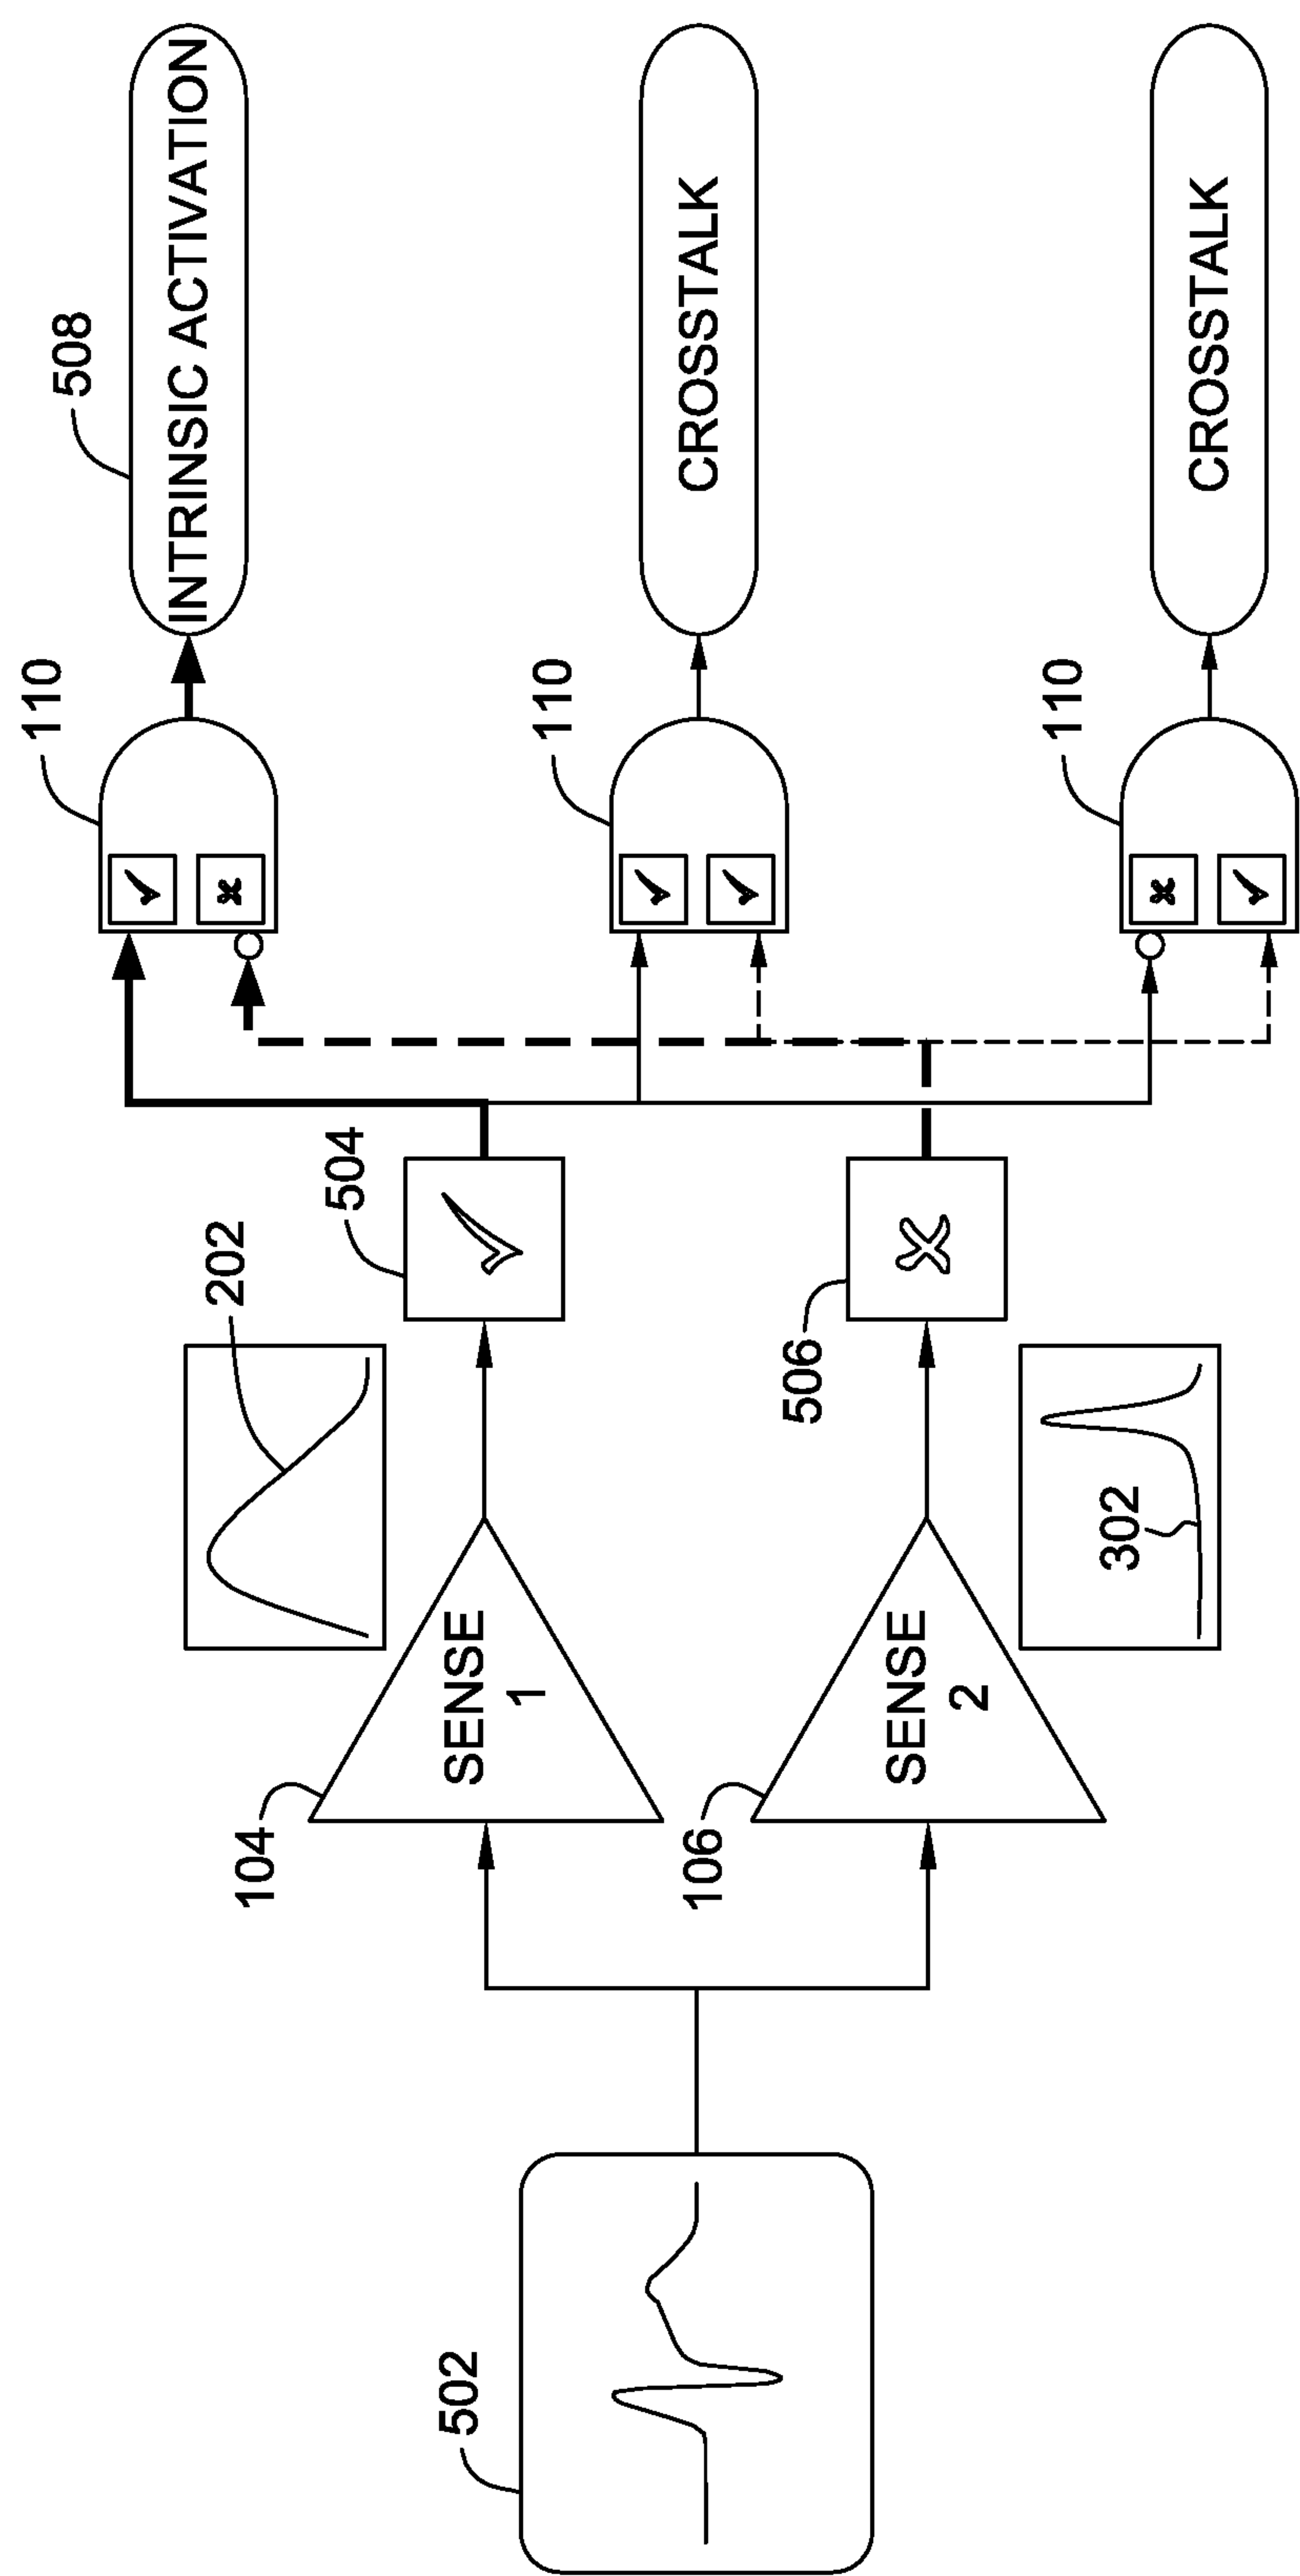 502
104
SENSE
1
202
504
106
SENSE
2
302
506
110
INTRINSIC ACTIVATION
508
110
CROSSTALK
110
CROSSTALK